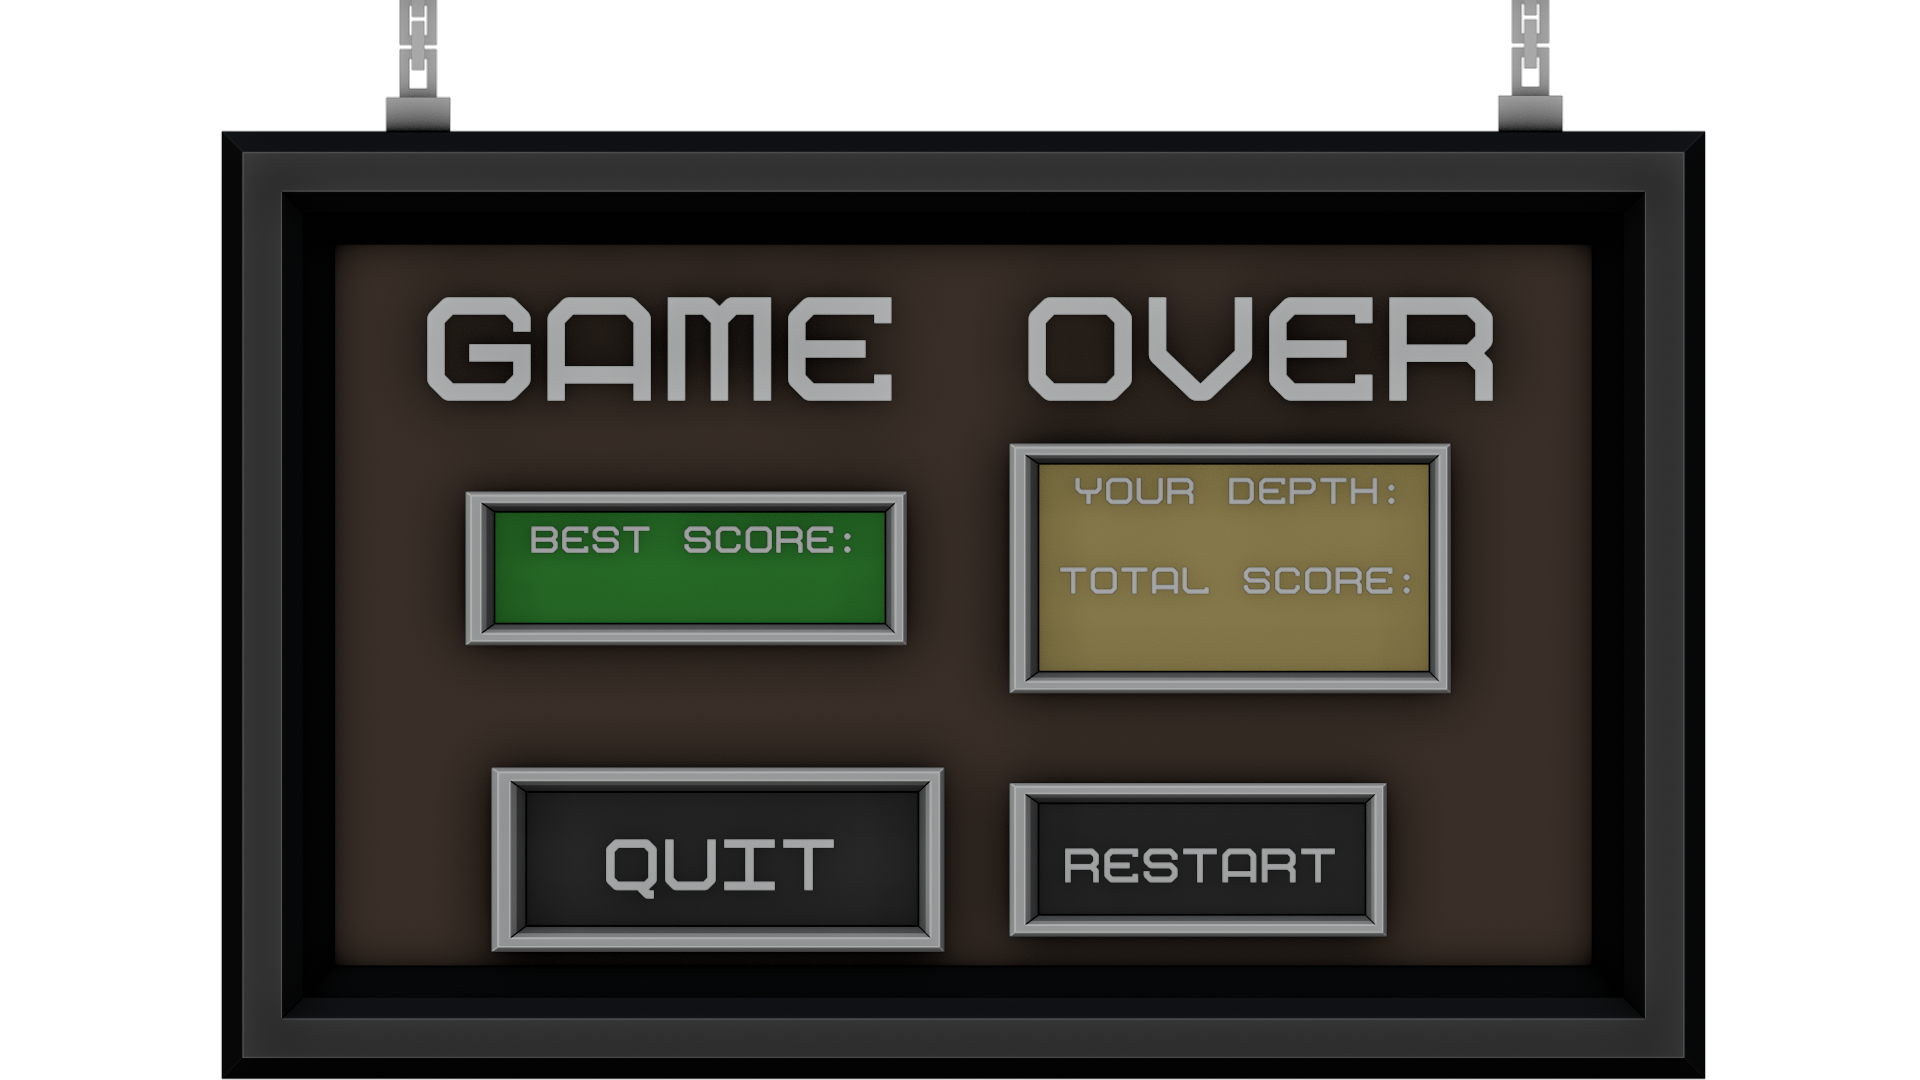 GAME OVER
BEST SCORE:
YOUR DEPTH:
TOTAL SCORE:
QUIT
RESTART